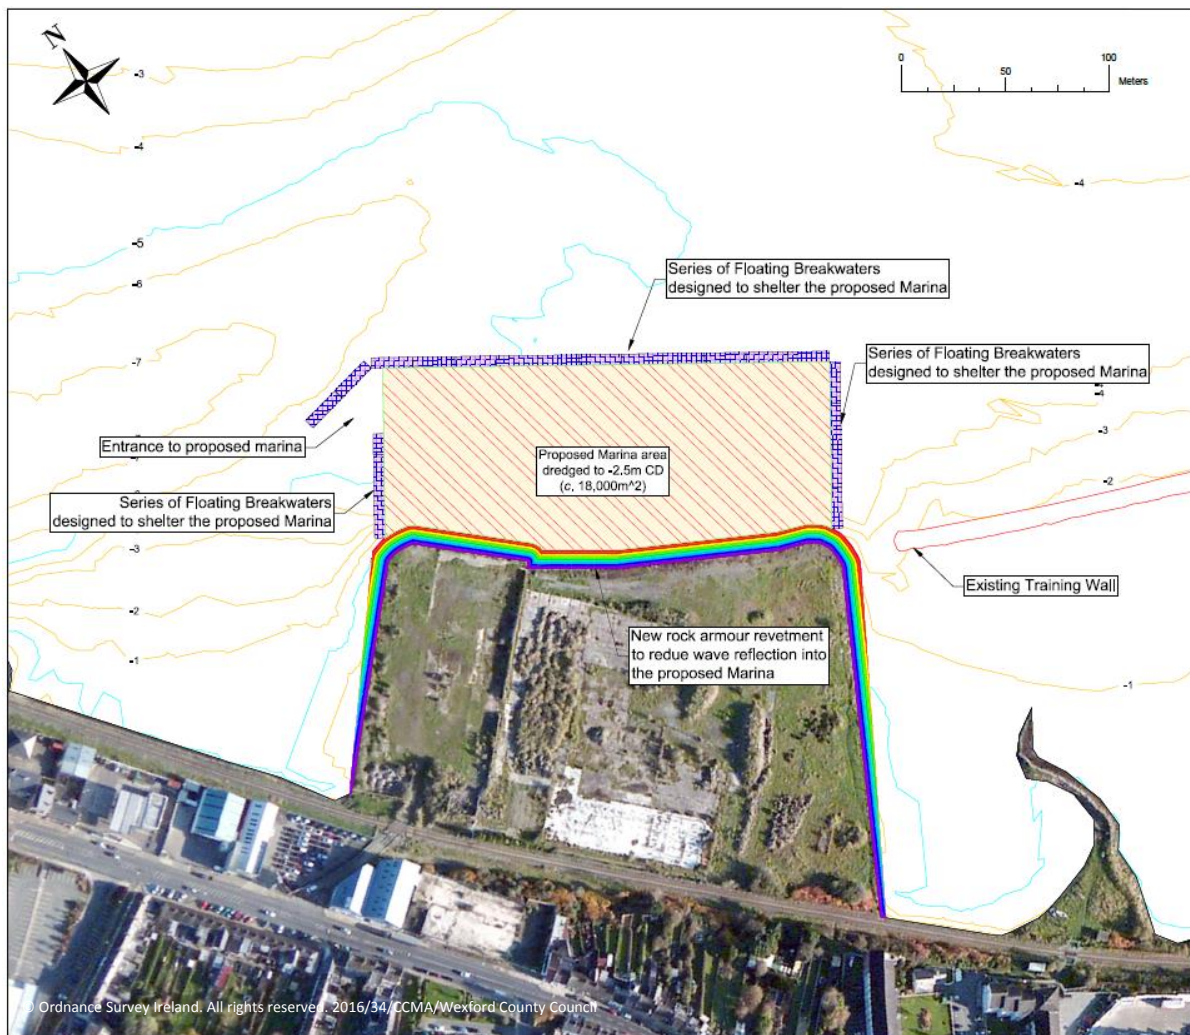 N
0
50
100
Meters
-3
-4
-4
-5
-6
-7
Series of Floating Breakwaters
designed to shelter the proposed Marina
Series of Floating Breakwaters
designed to shelter the proposed Marina
-4
-3
-2
Entrance to proposed marina
Proposed Marina area
dredged to -2.5m CD
(c. 18,000m^2)
Series of Floating Breakwaters
designed to shelter the proposed Marina
-3
-2
-1
Existing Training Wall
New rock armour revetment
to redue wave reflection into
the proposed Marina
-1
© Ordnance Survey Ireland. All rights reserved. 2016/34/CCMA/Wexford County Council